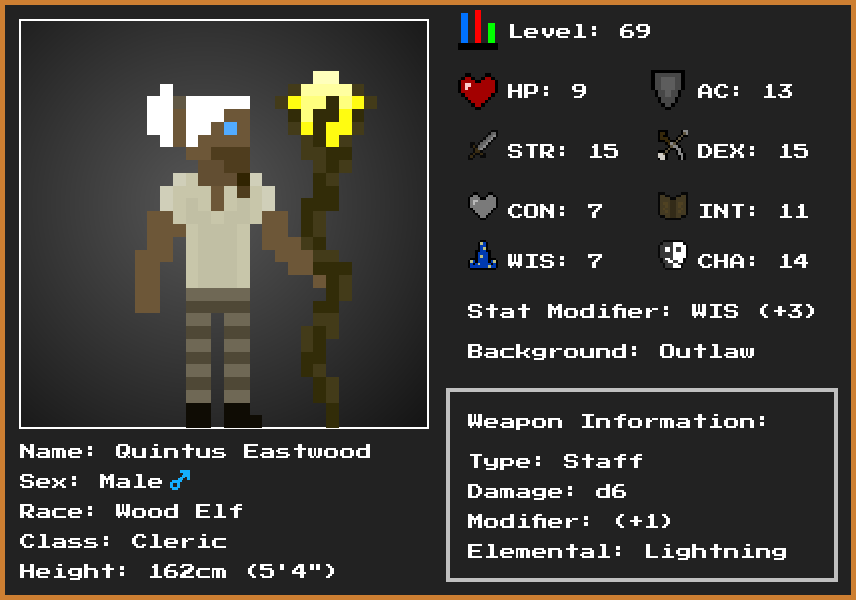 Level: 69
HP: 9
AC: 13
STR: 15
DEX: 15
CON: 7
INT: 11
WIS: 7
CHA: 14
Stat Modifier: WIS (+3)
Background: Outlaw
Weapon Information:
Type: Staff
Damage: d6
Modifier: (+1)
Elemental: Lightning
Name: Quintus Eastwood
Sex: Male♂
Race: Wood Elf
Class: Cleric
Height: 162cm (5'4")